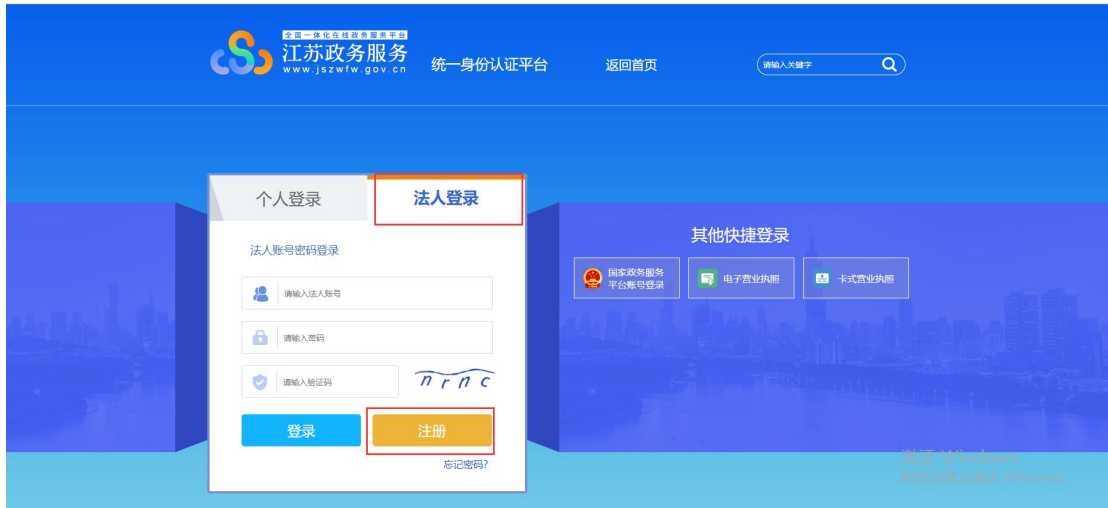 全国一体化在线政务服务平台
江苏政务服务
www.jszwfw.gov.cn
统一身份认证平台
返回首页
请输入关键字
个人登录
法人登录
法人账号密码登录
请输入法人账号
请输入密码
请输入验证码
nrnc
登录
注册
忘记密码?
其他快捷登录
国家政务服务
平台账号登录
电子营业执照
卡式营业执照
激活 Windows